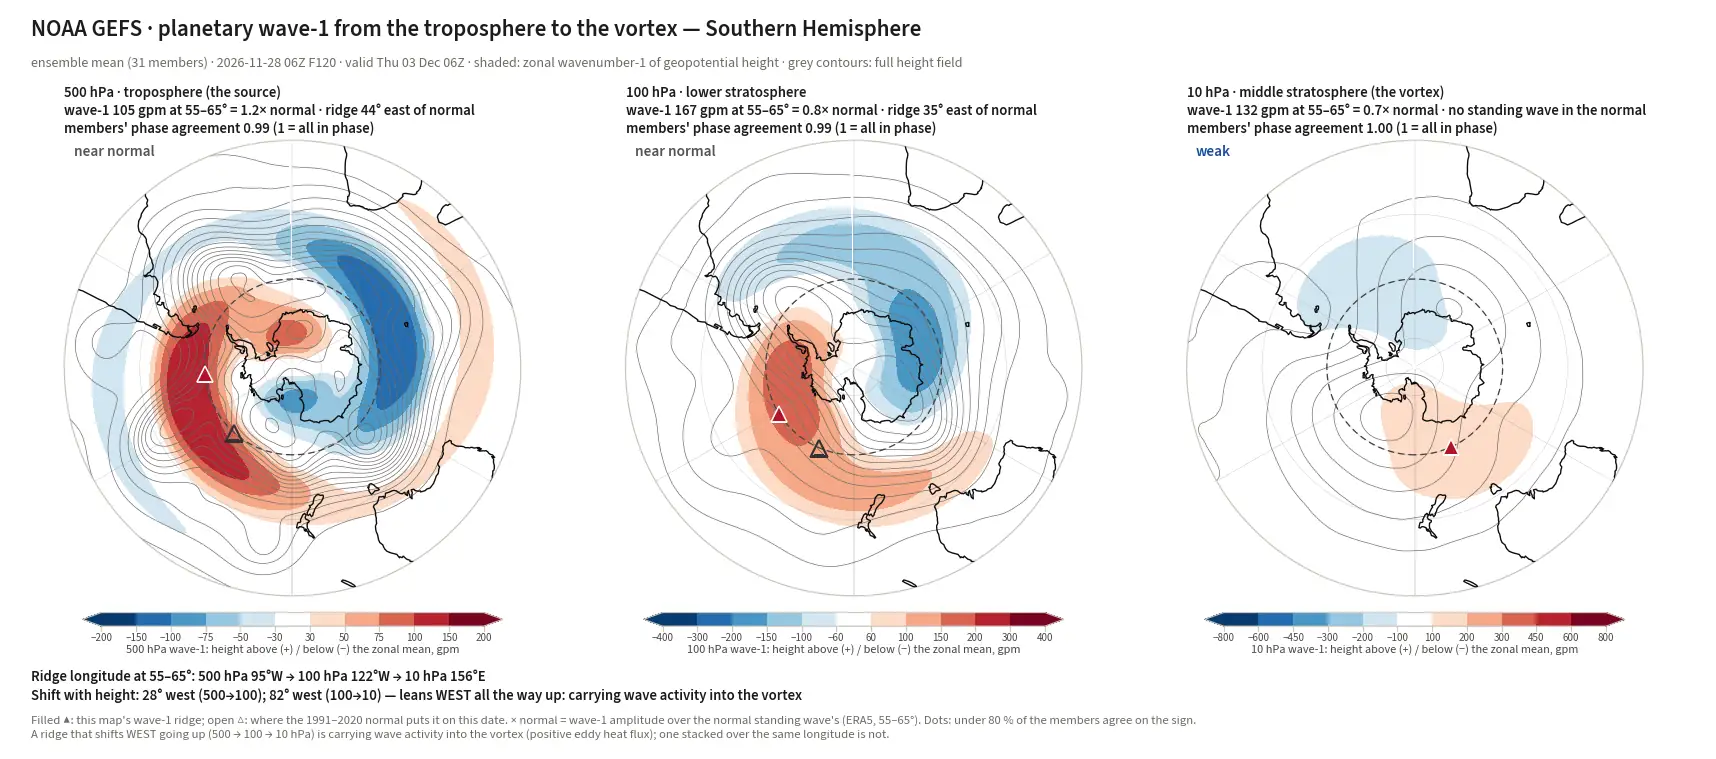 NOAA GEFS · planetary wave-1 from the troposphere to the vortex — Southern Hemisphere
ensemble mean (31 members) · 2026-11-28 06Z F120 · valid Thu 03 Dec 06Z · shaded: zonal wavenumber-1 of geopotential height · grey contours: full height field
500 hPa · troposphere (the source)
wave-1 105 gpm at 55–65° = 1.2× normal · ridge 44° east of normal
members' phase agreement 0.99 (1 = all in phase)
near normal
100 hPa · lower stratosphere
wave-1 167 gpm at 55–65° = 0.8× normal · ridge 35° east of normal
members' phase agreement 0.99 (1 = all in phase)
near normal
10 hPa · middle stratosphere (the vortex)
wave-1 132 gpm at 55–65° = 0.7× normal · no standing wave in the normal
members' phase agreement 1.00 (1 = all in phase)
weak
−200 −150 −100 −75 −50 −30 30 50 75 100 150 200
500 hPa wave-1: height above (+) / below (−) the zonal mean, gpm
−400 −300 −200 −150 −100 −60 60 100 150 200 300 400
100 hPa wave-1: height above (+) / below (−) the zonal mean, gpm
−800 −600 −450 −300 −200 −100 100 200 300 450 600 800
10 hPa wave-1: height above (+) / below (−) the zonal mean, gpm
Ridge longitude at 55–65°: 500 hPa 95°W → 100 hPa 122°W → 10 hPa 156°E
Shift with height: 28° west (500→100); 82° west (100→10) — leans WEST all the way up: carrying wave activity into the vortex
Filled ▲: this map's wave-1 ridge; open △: where the 1991–2020 normal puts it on this date. × normal = wave-1 amplitude over the normal standing wave's (ERA5, 55–65°). Dots: under 80 % of the members agree on the sign.
A ridge that shifts WEST going up (500 → 100 → 10 hPa) is carrying wave activity into the vortex (positive eddy heat flux); one stacked over the same longitude is not.